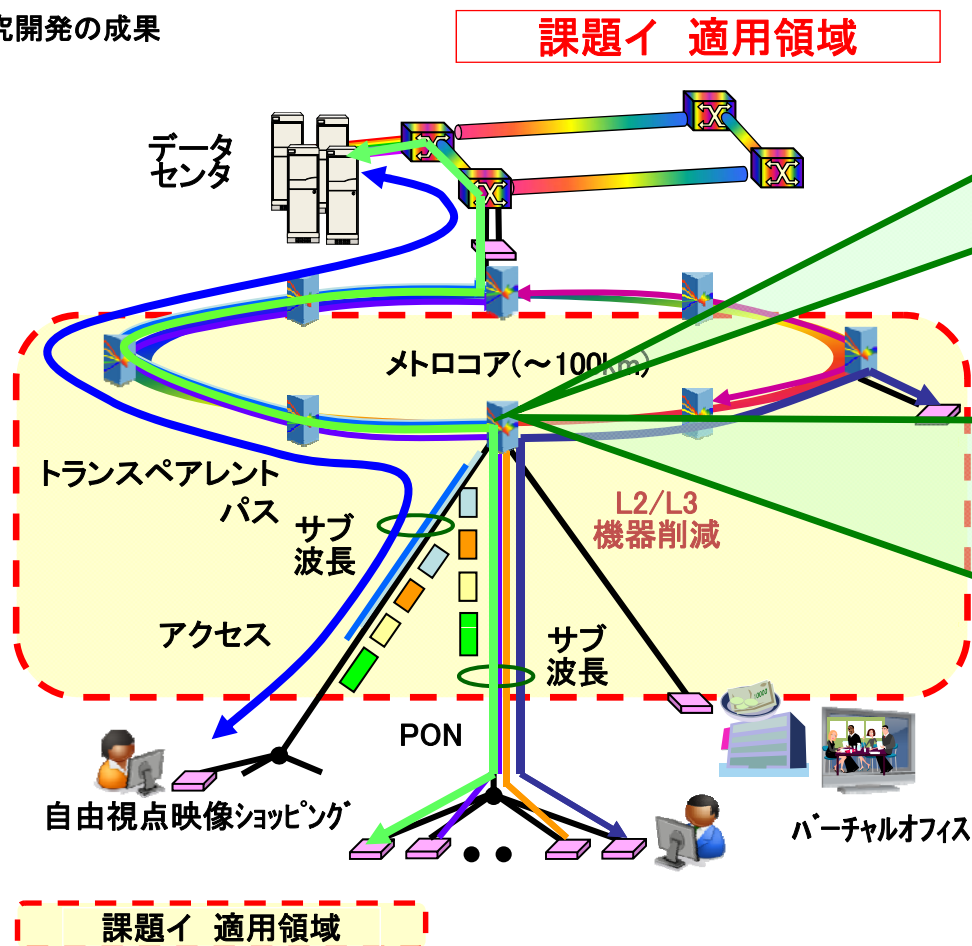 究開発の成果
課題イ 適用領域
データ
センタ
メトロコア(～100km)
トランスペアレント
パス
サブ
波長
L2/L3
機器削減
アクセス
サブ
波長
PON
自由視点映像ショッピング
バーチャルオフィス
課題イ 適用領域